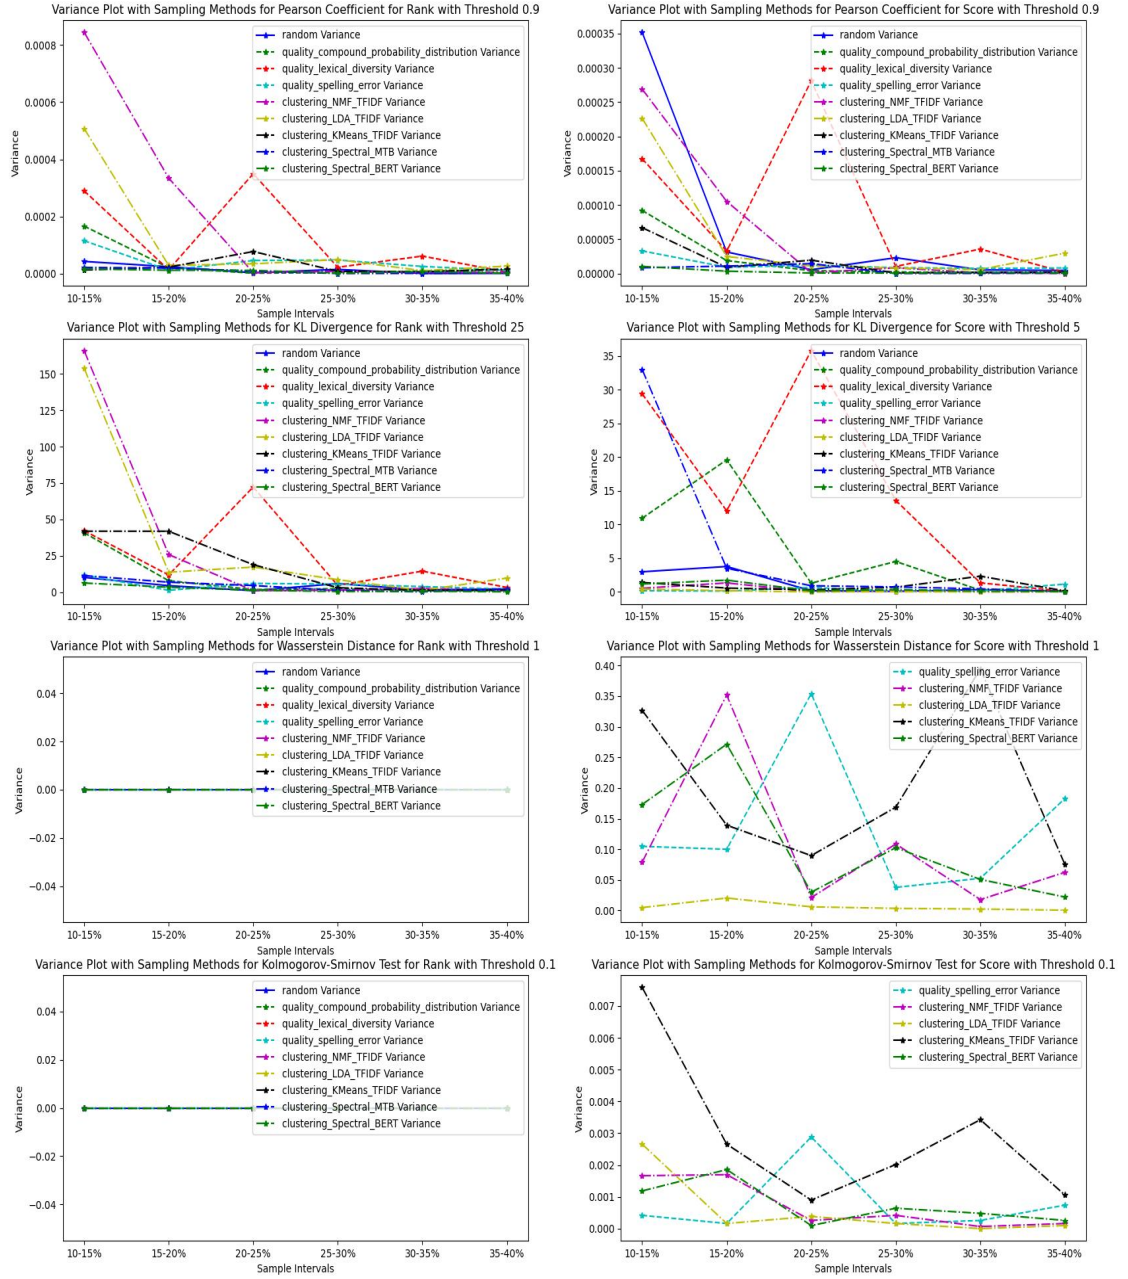 Variance Plot with Sampling Methods for Pearson Coefficient for Rank with Threshold 0.9
Variance
0.0008
0.0006
0.0004
0.0002
0.0000
random Variance
quality_compound_probability_distribution Variance
quality_lexical_diversity Variance
quality_spelling_error Variance
clustering_NMF_TFIDF Variance
clustering_LDA_TFIDF Variance
clustering_KMeans_TFIDF Variance
clustering_Spectral_MTB Variance
clustering_Spectral_BERT Variance
10-15% 15-20% 20-25% 25-30% 30-35% 35-40%
Sample Intervals
Variance Plot with Sampling Methods for Pearson Coefficient for Score with Threshold 0.9
Variance
0.00035
0.00030
0.00025
0.00020
0.00015
0.00010
0.00005
0.00000
random Variance
quality_compound_probability_distribution Variance
quality_lexical_diversity Variance
quality_spelling_error Variance
clustering_NMF_TFIDF Variance
clustering_LDA_TFIDF Variance
clustering_KMeans_TFIDF Variance
clustering_Spectral_MTB Variance
clustering_Spectral_BERT Variance
10-15% 15-20% 20-25% 25-30% 30-35% 35-40%
Sample Intervals
Variance Plot with Sampling Methods for KL Divergence for Rank with Threshold 25
Variance
150
125
100
75
50
25
0
random Variance
quality_compound_probability_distribution Variance
quality_lexical_diversity Variance
quality_spelling_error Variance
clustering_NMF_TFIDF Variance
clustering_LDA_TFIDF Variance
clustering_KMeans_TFIDF Variance
clustering_Spectral_MTB Variance
clustering_Spectral_BERT Variance
10-15% 15-20% 20-25% 25-30% 30-35% 35-40%
Sample Intervals
Variance Plot with Sampling Methods for KL Divergence for Score with Threshold 5
Variance
35
30
25
20
15
10
5
0
random Variance
quality_compound_probability_distribution Variance
quality_lexical_diversity Variance
quality_spelling_error Variance
clustering_NMF_TFIDF Variance
clustering_LDA_TFIDF Variance
clustering_KMeans_TFIDF Variance
clustering_Spectral_MTB Variance
clustering_Spectral_BERT Variance
10-15% 15-20% 20-25% 25-30% 30-35% 35-40%
Sample Intervals
Variance Plot with Sampling Methods for Wasserstein Distance for Rank with Threshold 1
Variance
0.04
0.02
0.00
−0.02
−0.04
random Variance
quality_compound_probability_distribution Variance
quality_lexical_diversity Variance
quality_spelling_error Variance
clustering_NMF_TFIDF Variance
clustering_LDA_TFIDF Variance
clustering_KMeans_TFIDF Variance
clustering_Spectral_MTB Variance
clustering_Spectral_BERT Variance
10-15% 15-20% 20-25% 25-30% 30-35% 35-40%
Sample Intervals
Variance Plot with Sampling Methods for Wasserstein Distance for Score with Threshold 1
Variance
0.40
0.35
0.30
0.25
0.20
0.15
0.10
0.05
0.00
quality_spelling_error Variance
clustering_NMF_TFIDF Variance
clustering_LDA_TFIDF Variance
clustering_KMeans_TFIDF Variance
clustering_Spectral_BERT Variance
10-15% 15-20% 20-25% 25-30% 30-35% 35-40%
Sample Intervals
Variance Plot with Sampling Methods for Kolmogorov-Smirnov Test for Rank with Threshold 0.1
Variance
0.04
0.02
0.00
−0.02
−0.04
random Variance
quality_compound_probability_distribution Variance
quality_lexical_diversity Variance
quality_spelling_error Variance
clustering_NMF_TFIDF Variance
clustering_LDA_TFIDF Variance
clustering_KMeans_TFIDF Variance
clustering_Spectral_MTB Variance
clustering_Spectral_BERT Variance
10-15% 15-20% 20-25% 25-30% 30-35% 35-40%
Sample Intervals
Variance Plot with Sampling Methods for Kolmogorov-Smirnov Test for Score with Threshold 0.1
Variance
0.007
0.006
0.005
0.004
0.003
0.002
0.001
0.000
quality_spelling_error Variance
clustering_NMF_TFIDF Variance
clustering_LDA_TFIDF Variance
clustering_KMeans_TFIDF Variance
clustering_Spectral_BERT Variance
10-15% 15-20% 20-25% 25-30% 30-35% 35-40%
Sample Intervals